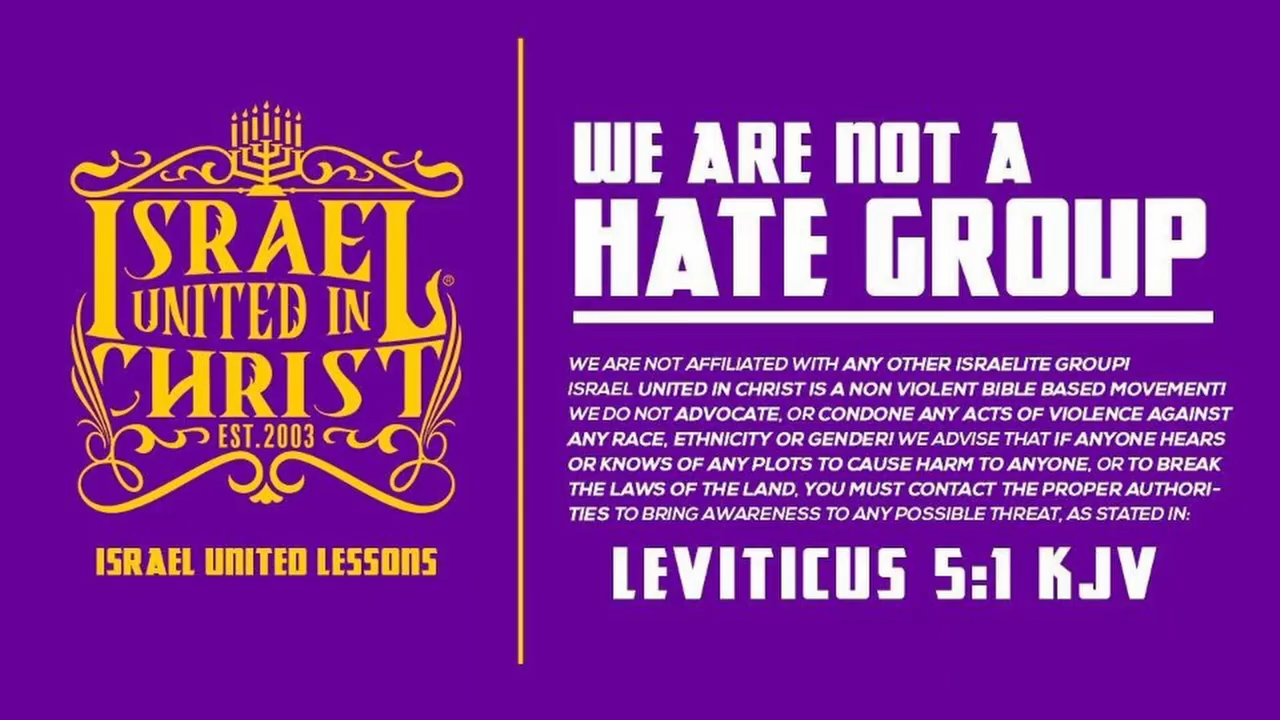 ISRAEL
UNITED IN
CHRIST
®
EST. 2003
ISRAEL UNITED LESSONS
WE ARE NOT A
HATE GROUP
WE ARE NOT AFFILIATED WITH ANY OTHER ISRAELITE GROUP!
ISRAEL UNITED IN CHRIST IS A NON VIOLENT BIBLE BASED MOVEMENT!
WE DO NOT ADVOCATE, OR CONDONE ANY ACTS OF VIOLENCE AGAINST
ANY RACE, ETHNICITY OR GENDER! WE ADVISE THAT IF ANYONE HEARS
OR KNOWS OF ANY PLOTS TO CAUSE HARM TO ANYONE, OR TO BREAK
THE LAWS OF THE LAND, YOU MUST CONTACT THE PROPER AUTHORI-
TIES TO BRING AWARENESS TO ANY POSSIBLE THREAT, AS STATED IN:
LEVITICUS 5:1 KJV